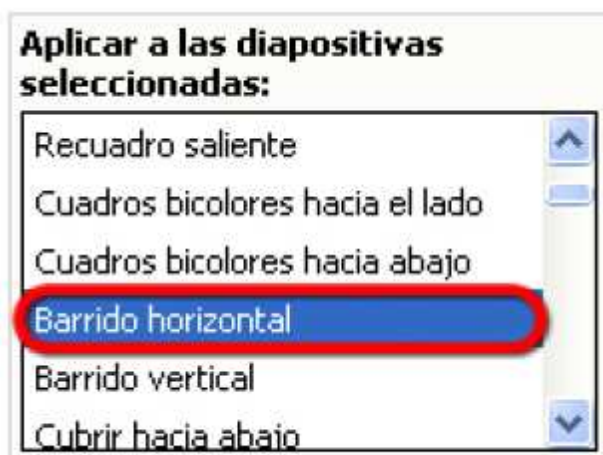 Aplicar a las diapositivas
seleccionadas:
Recuadro saliente
Cuadros bicolores hacia el lado
Cuadros bicolores hacia abajo
Barrido horizontal
Barrido vertical
Cubrir hacia abajo